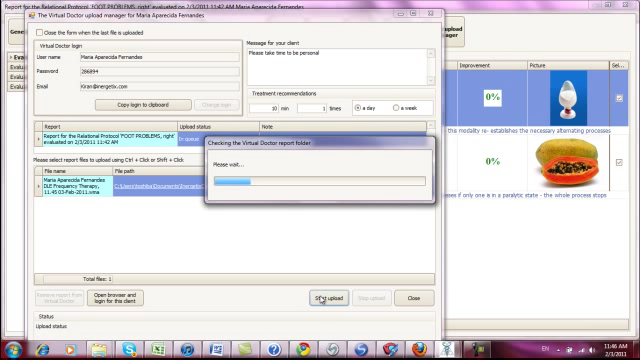 Report for the Relational Protocol 'FOOT PROBLEMS, right' evaluated on 2/3/2011 11:42 AM Maria Aparecida Fernandes
The Virtual Doctor upload manager for Maria Aparecida Fernandes
Close the form when the last file is uploaded
Virtual Doctor login
User name
Maria Aparecida Fernandes
Password
286894
Email
Kiran@inergetix.com
Copy login to clipboard
Change login
Message for your client
Please take time to be personal
Treatment recommendations
10 min
1 times
a day
a week
Report
Upload status
Note
Report for the Relational Protocol 'FOOT PROBLEMS, right'
evaluated on 2/3/2011 11:42 AM
In queue
Please select report files to upload using Ctrl + Click or Shift + Click
File name
File path
Maria Aparecida Fernandes
DLE Frequency Therapy,
11.45 03-Feb-2011.wma
Total files: 1
Checking the Virtual Doctor report folder
Please wait...
Remove report from
Virtual Doctor
Open browser and
login for this client
Start upload
Stop upload
Close
Status
Upload status
Improvement
Picture
Sel...
0%
this modality re- establishes the necessary alternating processes
0%
if only one is in a paralytic state - the whole process stops
EN
11:46 AM
2/3/2011